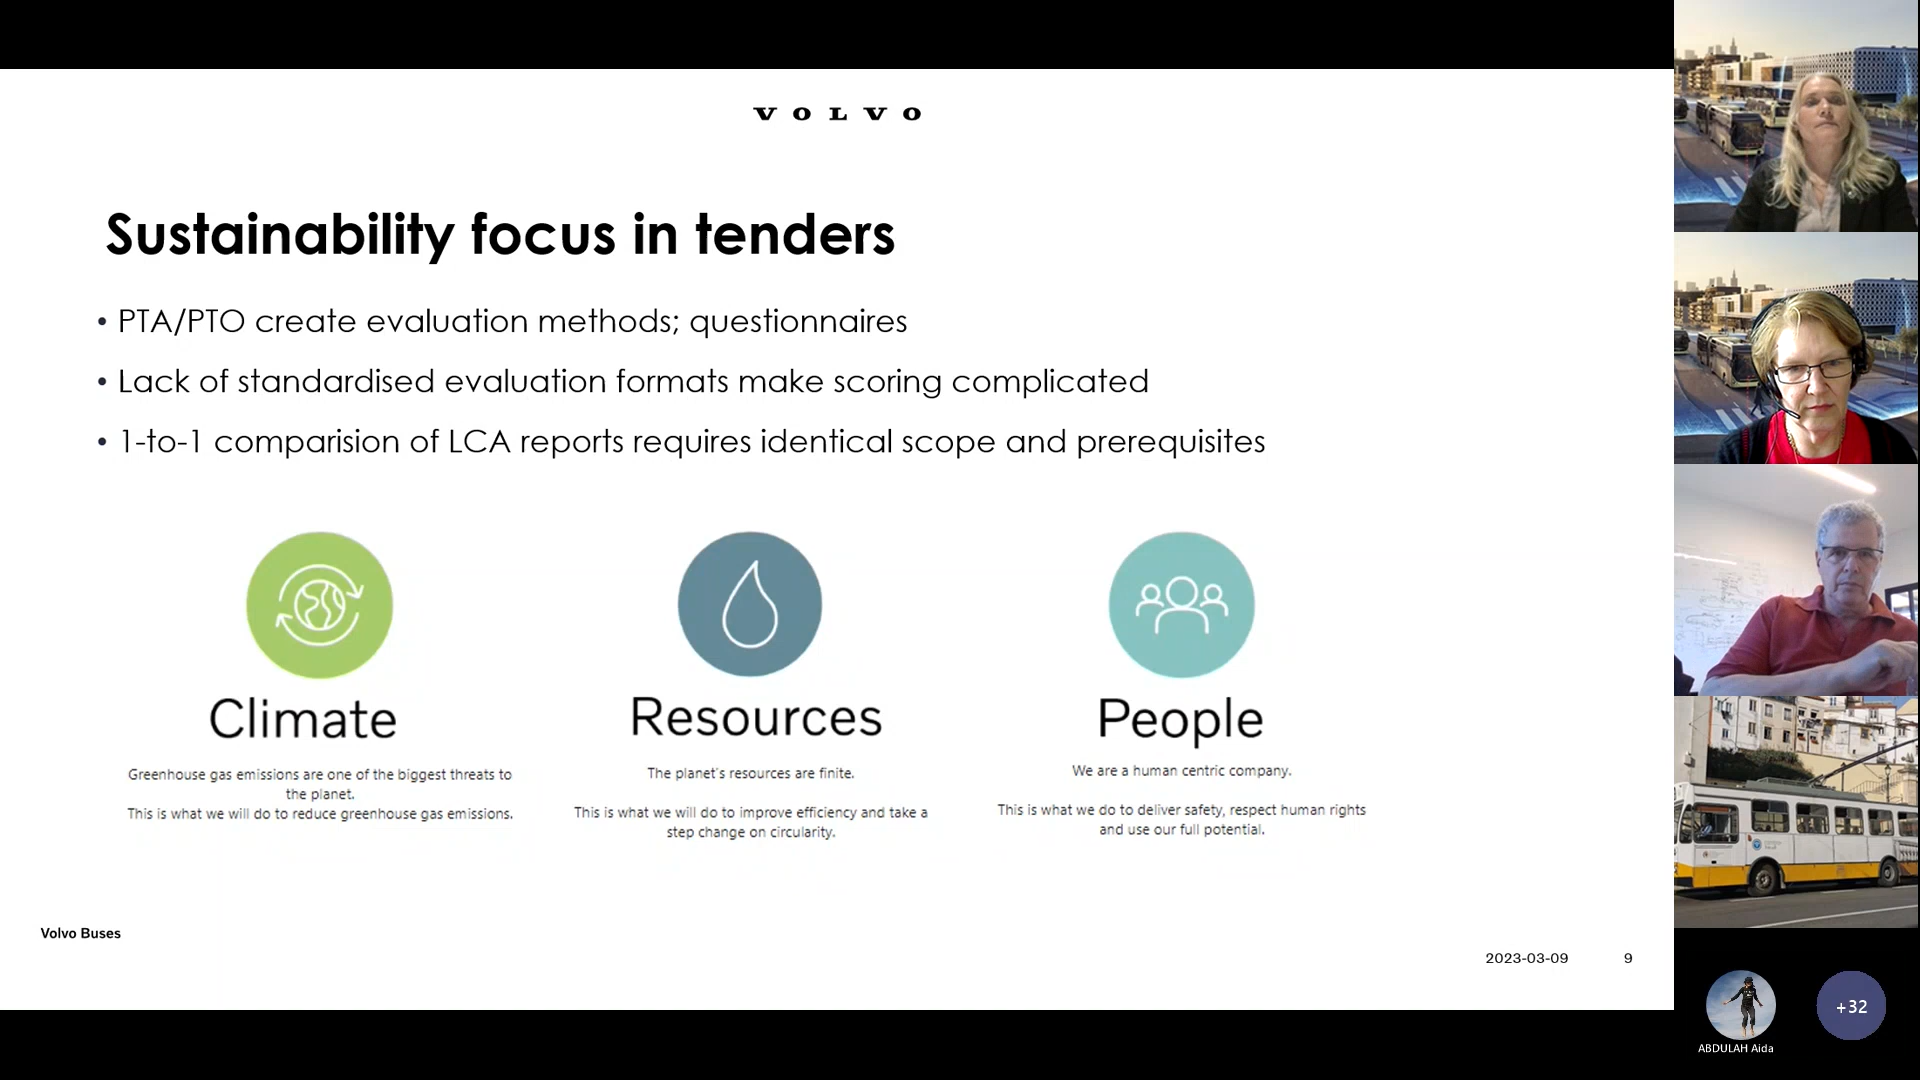 VOLVO
Sustainability focus in tenders
• PTA/PTO create evaluation methods; questionnaires
• Lack of standardised evaluation formats make scoring complicated
• 1-to-1 comparision of LCA reports requires identical scope and prerequisites
Climate
Greenhouse gas emissions are one of the biggest threats to
the planet.
This is what we will do to reduce greenhouse gas emissions.
Resources
The planet's resources are finite.
This is what we will do to improve efficiency and take a
step change on circularity.
People
We are a human centric company.
This is what we do to deliver safety, respect human rights
and use our full potential.
Volvo Buses
2023-03-09
9
ABDULAH Aida
+32